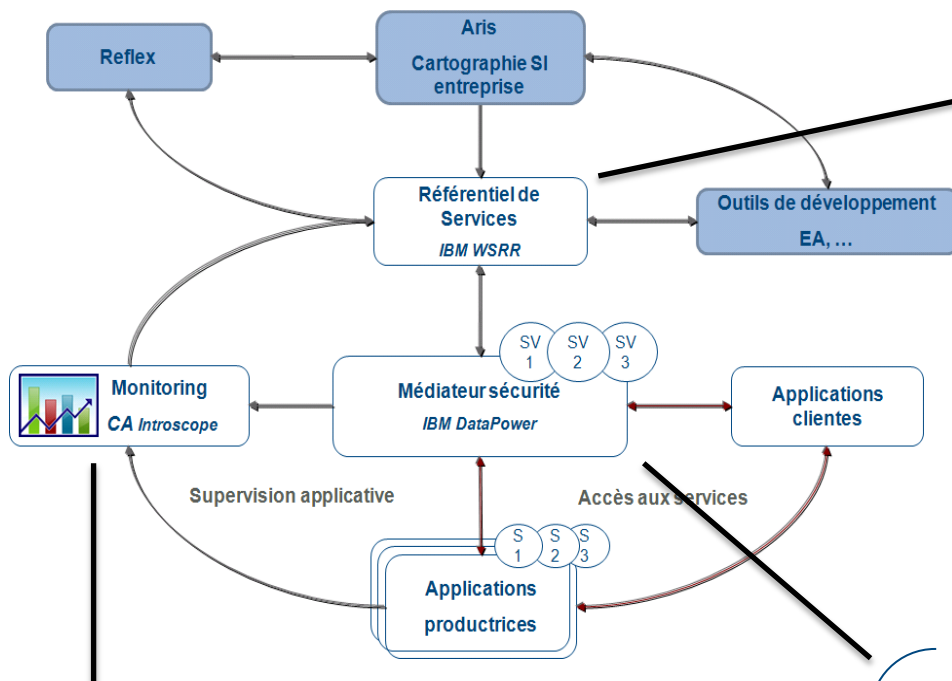 Aris
Reflex
Cartographie SI
entreprise
Référentiel de
Services
IBM WSRR
Outils de développement
EA, ...
SV
1
SV
2
SV
3
Monitoring
CA Introscope
Médiateur sécurité
IBM DataPower
Applications
clientes
Supervision applicative
Accès aux services
S
1
S
2
S
3
Applications
productrices